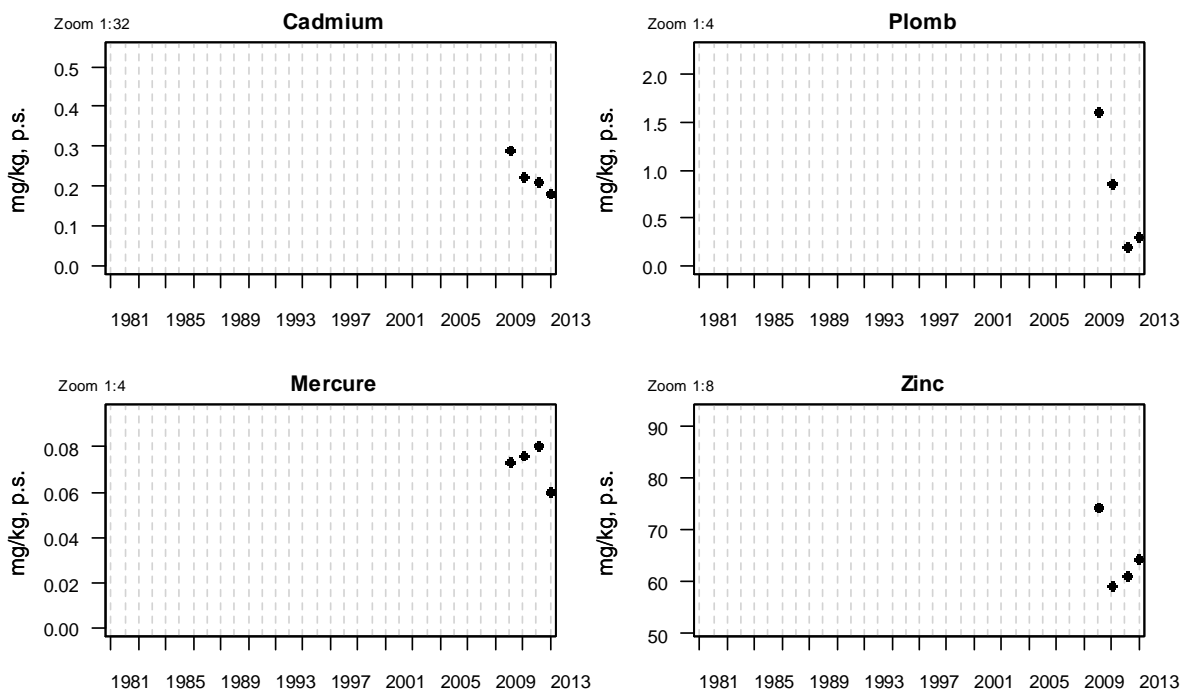 Zoom 1:32
Cadmium
mg/kg, p.s.
0.5
0.4
0.3
0.2
0.1
0.0
1981 1985 1989 1993 1997 2001 2005 2009 2013
Zoom 1:4
Plomb
mg/kg, p.s.
2.0
1.5
1.0
0.5
0.0
1981 1985 1989 1993 1997 2001 2005 2009 2013
Zoom 1:4
Mercure
mg/kg, p.s.
0.08
0.06
0.04
0.02
0.00
1981 1985 1989 1993 1997 2001 2005 2009 2013
Zoom 1:8
Zinc
mg/kg, p.s.
90
80
70
60
50
1981 1985 1989 1993 1997 2001 2005 2009 2013